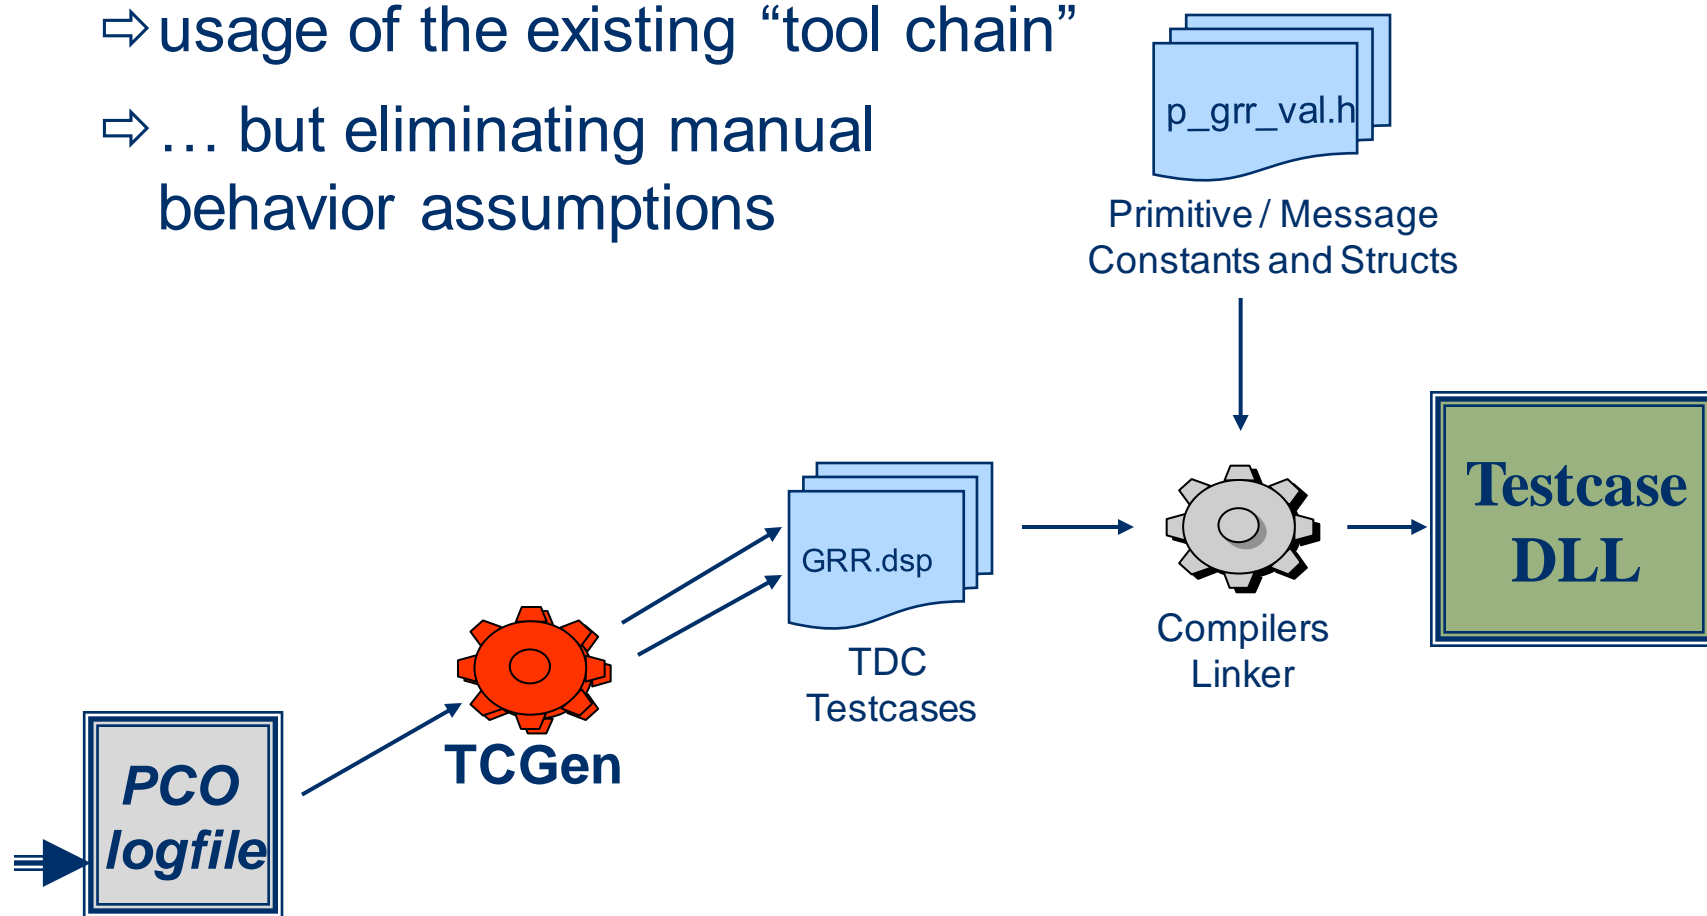 ⇨ usage of the existing “tool chain”
⇨ … but eliminating manual
behavior assumptions
p_grr_val.h
Primitive / Message
Constants and Structs
Testcase
DLL
GRR.dsp
Compilers
Linker
TDC
Testcases
TCGen
PCO
logfile